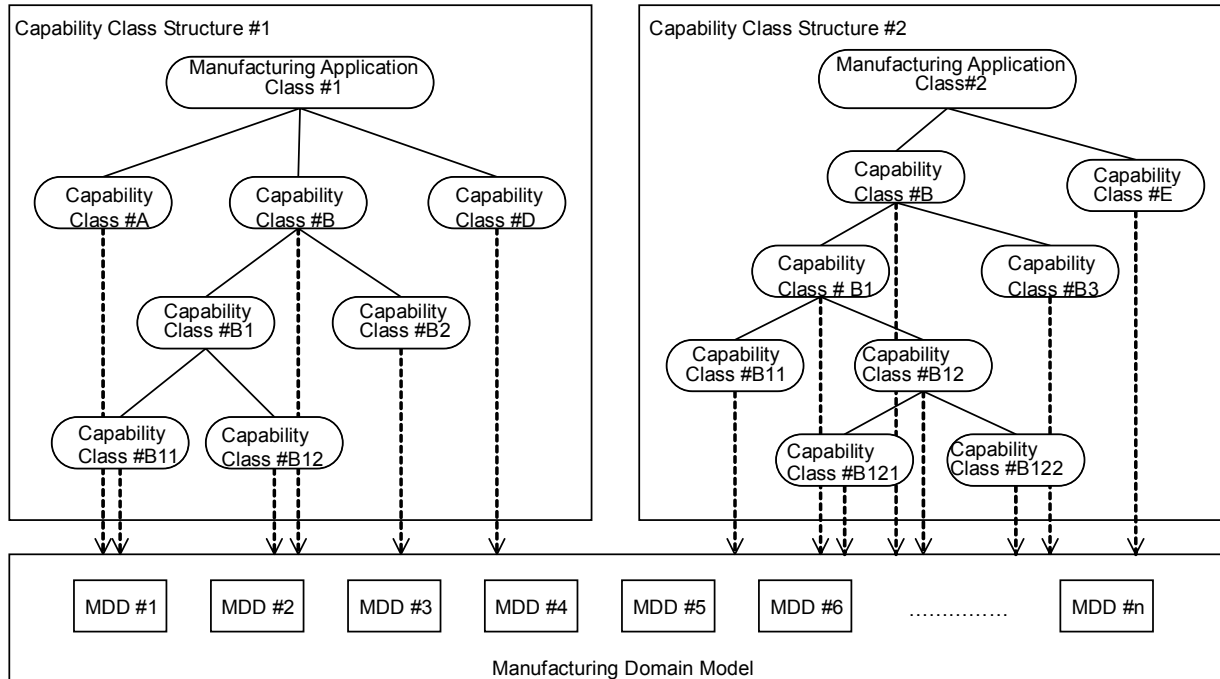 Capability Class Structure #1
Manufacturing Application
Class #1
Capability
Class #A
Capability
Class #B
Capability
Class #D
Capability
Class #B1
Capability
Class #B2
Capability
Class #B11
Capability
Class #B12
Capability Class Structure #2
Manufacturing Application
Class#2
Capability
Class #B
Capability
Class #E
Capability
Class # B1
Capability
Class #B3
Capability
Class #B11
Capability
Class #B12
Capability
Class #B121
Capability
Class #B122
MDD #1
MDD #2
MDD #3
MDD #4
MDD #5
MDD #6
...............
MDD #n
Manufacturing Domain Model